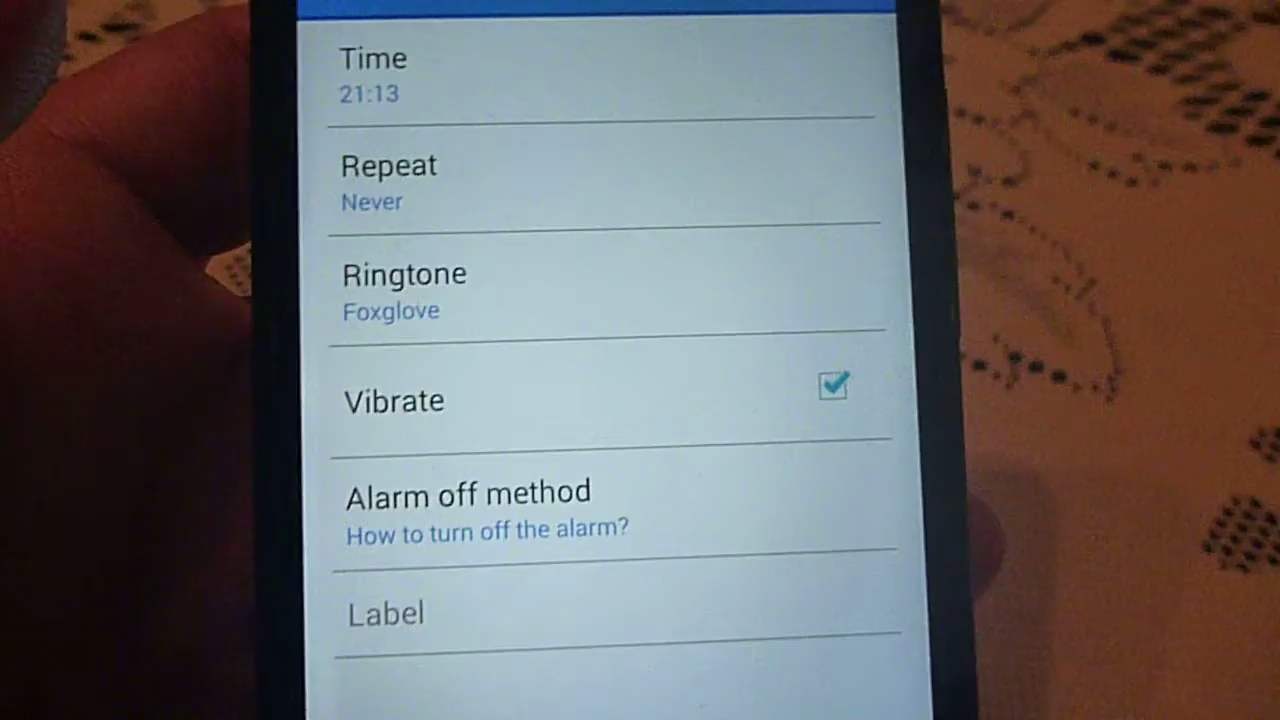 Time
21:13
Repeat
Never
Ringtone
Foxglove
Vibrate
Alarm off method
How to turn off the alarm?
Label